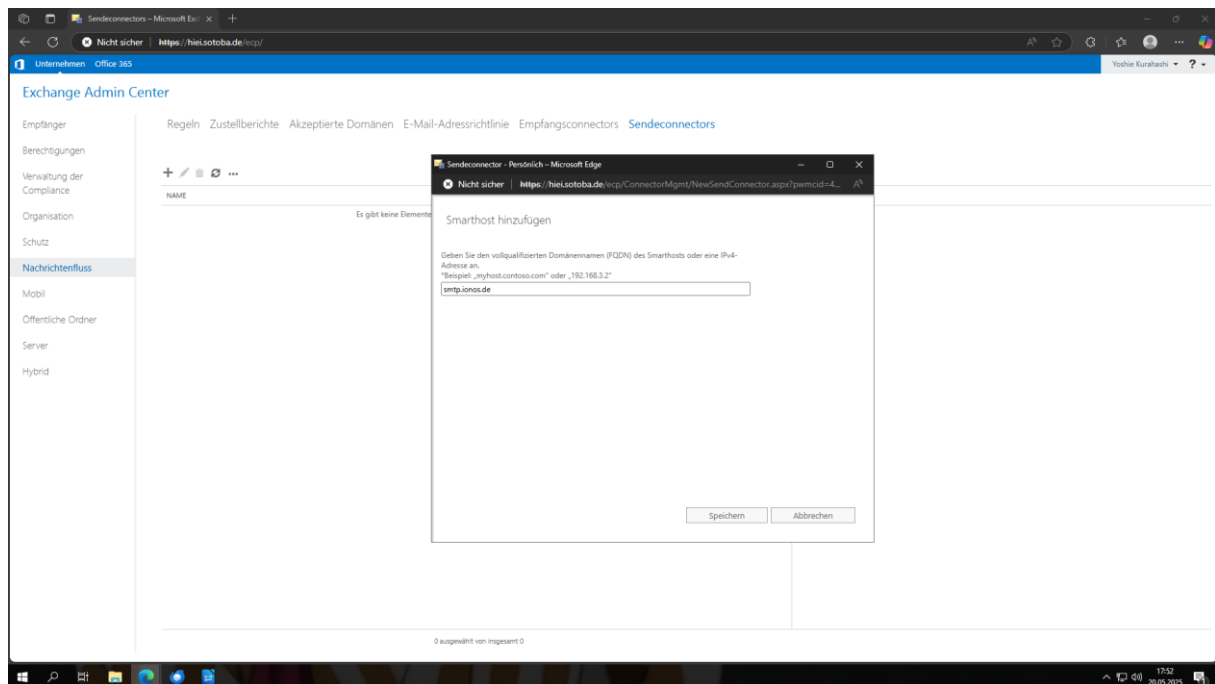 Sendeconnectors – Microsoft Exc
Nicht sicher https://hiei.sotoba.de/ecp/
Unternehmen Office 365 Yoshie Kurahashi ?
Exchange Admin Center
Empfänger
Berechtigungen
Verwaltung der
Compliance
Organisation
Schutz
Nachrichtenfluss
Mobil
Öffentliche Ordner
Server
Hybrid
Regeln Zustellberichte Akzeptierte Domänen E-Mail-Adressrichtlinie Empfangsconnectors Sendeconnectors
NAME
Es gibt keine Elemente
Sendeconnector - Persönlich – Microsoft Edge
Nicht sicher https://hiei.sotoba.de/ecp/ConnectorMgmt/NewSendConnector.aspx?pwmcid=4...
Smarthost hinzufügen
Geben Sie den vollqualifizierten Domänennamen (FQDN) des Smarthosts oder eine IPv4-
Adresse an.
*Beispiel: „myhost.contoso.com" oder „192.168.3.2"
smtp.ionos.de
Speichern Abbrechen
0 ausgewählt von insgesamt 0
17:52
20.05.2025